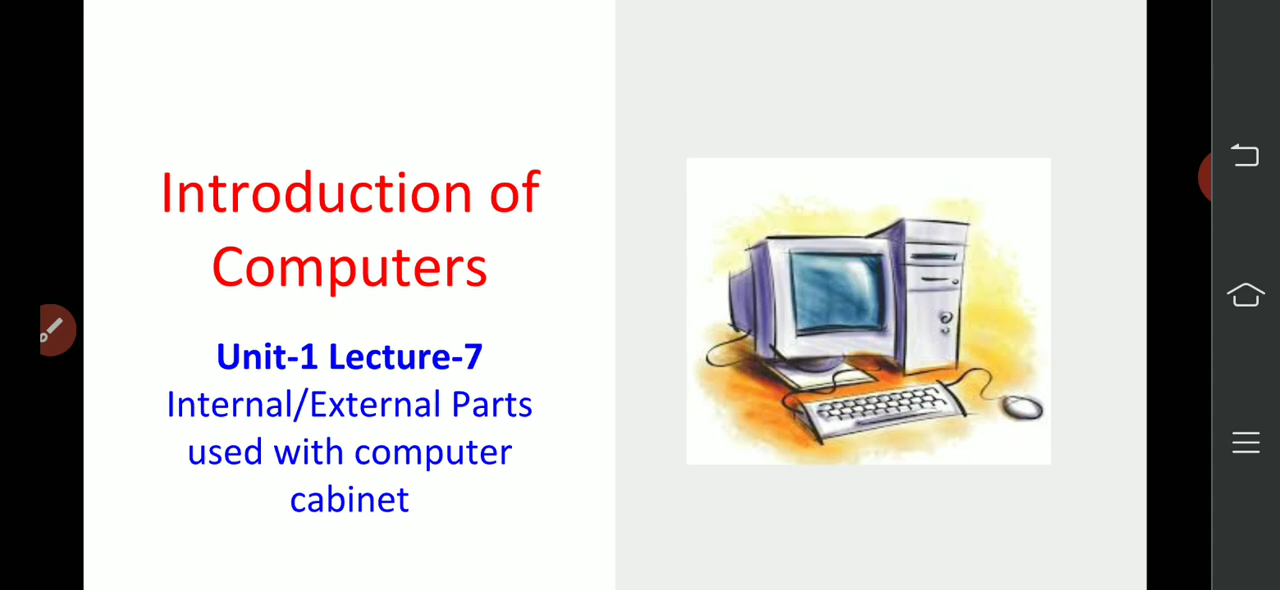 Introduction of
Computers
Unit-1 Lecture-7
Internal/External Parts
used with computer
cabinet